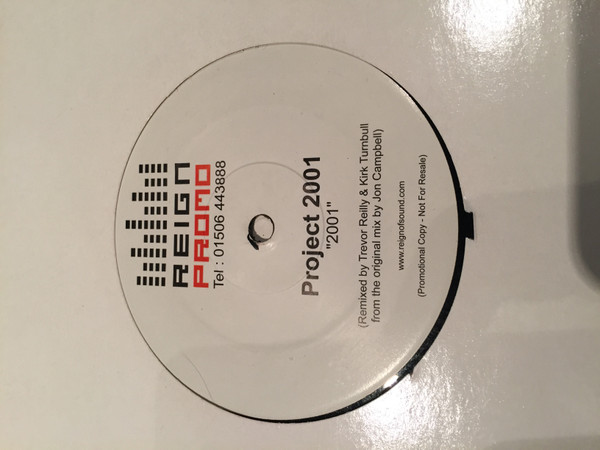 REIGN
PROMO
Tel : 01506 443888
Project 2001
"2001"
(Remixed by Trevor Reilly & Kirk Turnbull
from the original mix by Jon Campbell)
www.reignofsound.com
(Promotional Copy - Not For Resale)